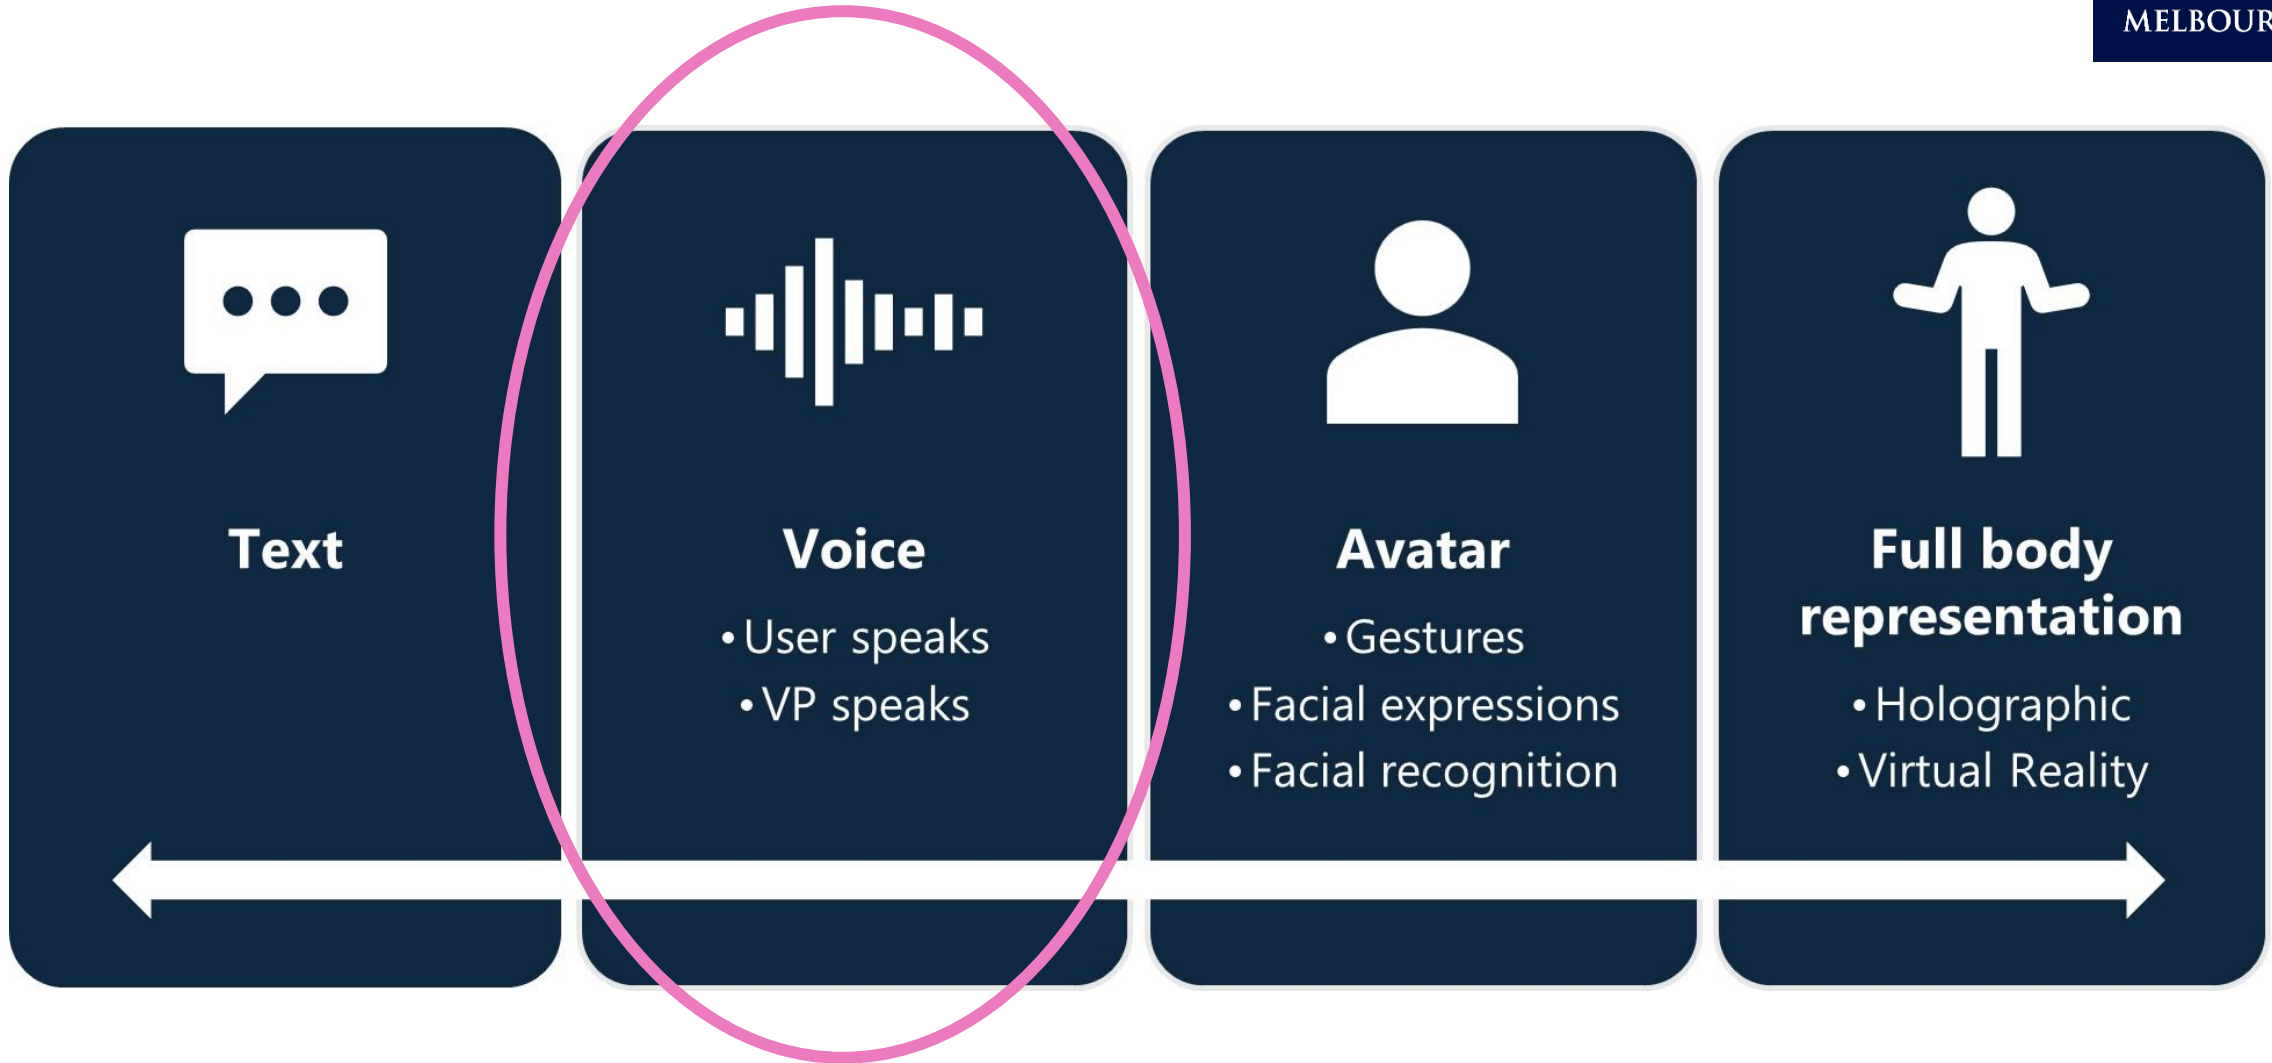 MELBOUR
Text
Voice
• User speaks
• VP speaks
Avatar
• Gestures
• Facial expressions
• Facial recognition
Full body
representation
• Holographic
• Virtual Reality